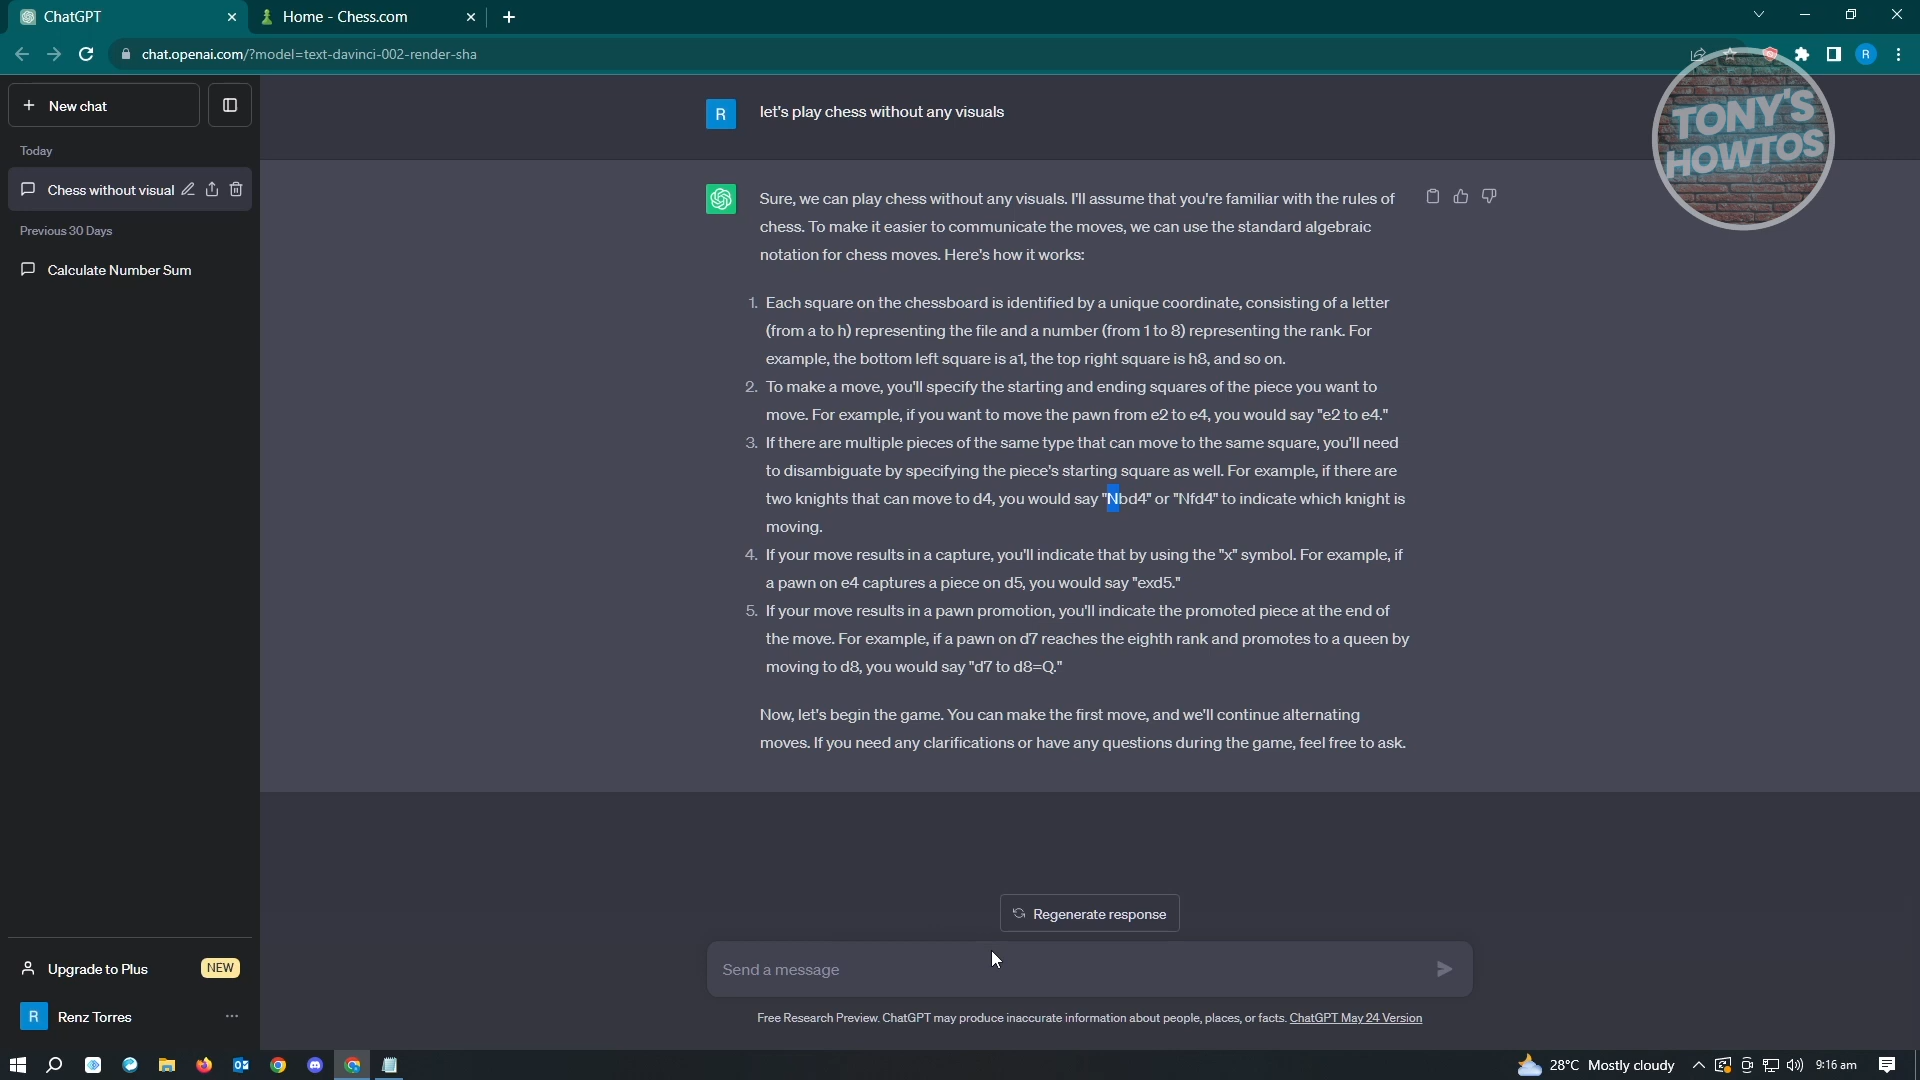 ChatGPT
Home - Chess.com
chat.openai.com/?model=text-davinci-002-render-sha
R
TONY'S
HOWTOS
New chat
Today
Chess without visual
Previous 30 Days
Calculate Number Sum
R
let's play chess without any visuals
Sure, we can play chess without any visuals. I'll assume that you're familiar with the rules of
chess. To make it easier to communicate the moves, we can use the standard algebraic
notation for chess moves. Here's how it works:
1. Each square on the chessboard is identified by a unique coordinate, consisting of a letter
(from a to h) representing the file and a number (from 1 to 8) representing the rank. For
example, the bottom left square is a1, the top right square is h8, and so on.
2. To make a move, you'll specify the starting and ending squares of the piece you want to
move. For example, if you want to move the pawn from e2 to e4, you would say "e2 to e4."
3. If there are multiple pieces of the same type that can move to the same square, you'll need
to disambiguate by specifying the piece's starting square as well. For example, if there are
two knights that can move to d4, you would say "Nbd4" or "Nfd4" to indicate which knight is
moving.
4. If your move results in a capture, you'll indicate that by using the "x" symbol. For example, if
a pawn on e4 captures a piece on d5, you would say "exd5."
5. If your move results in a pawn promotion, you'll indicate the promoted piece at the end of
the move. For example, if a pawn on d7 reaches the eighth rank and promotes to a queen by
moving to d8, you would say "d7 to d8=Q."
Now, let's begin the game. You can make the first move, and we'll continue alternating
moves. If you need any clarifications or have any questions during the game, feel free to ask.
Regenerate response
Send a message
Free Research Preview. ChatGPT may produce inaccurate information about people, places, or facts. ChatGPT May 24 Version
Upgrade to Plus
NEW
R
Renz Torres
28°C Mostly cloudy
9:16 am